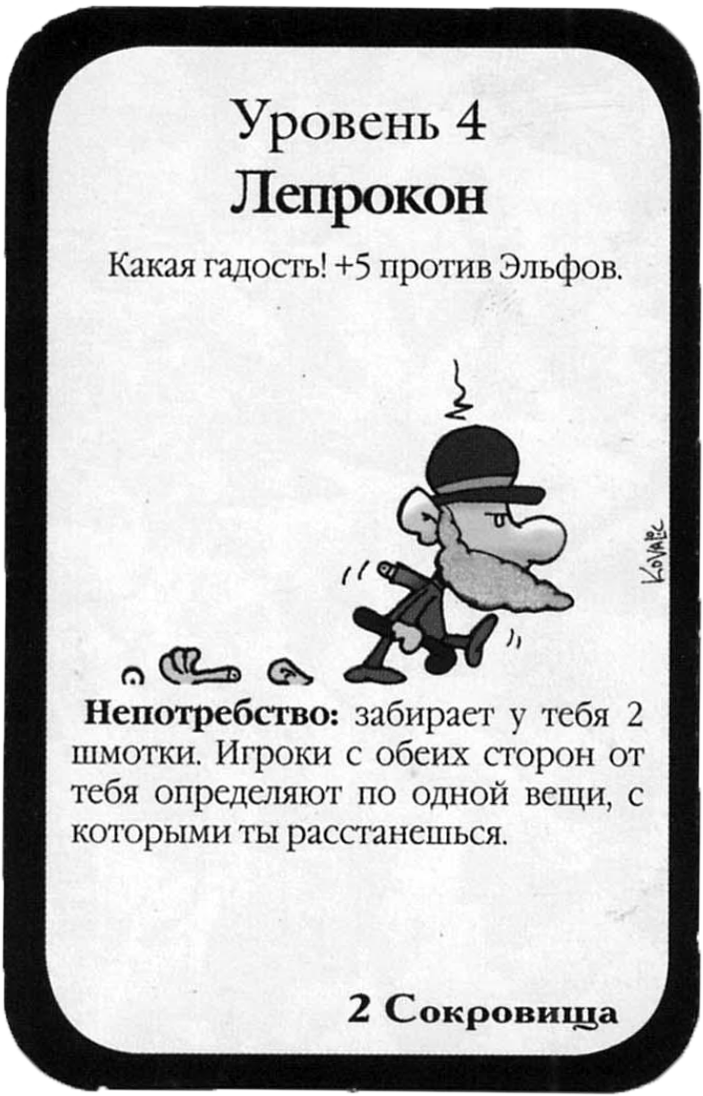 Уровень 4
Лепрокон
Какая гадость! +5 против Эльфов.
Kovalic
Непотребство: забирает у тебя 2
шмотки. Игроки с обеих сторон от
тебя определяют по одной вещи, с
которыми ты расстанешься.
2 Сокровища